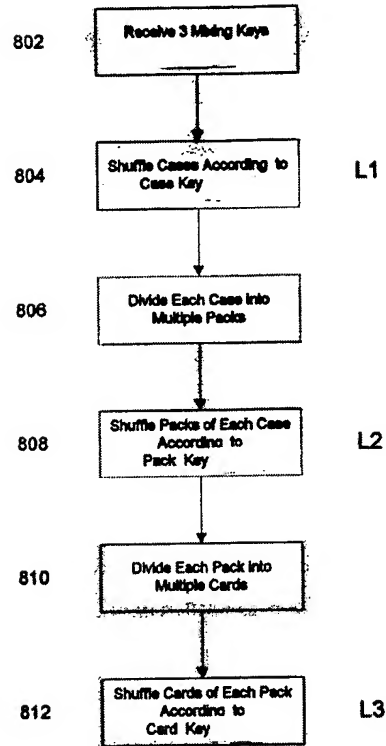 802
Receive 3 Mixing Keys
804
Shuffle Cases According to
Case Key
L1
806
Divide Each Case into
Multiple Packs
808
Shuffle Packs of Each Case
According to
Pack Key
L2
810
Divide Each Pack into
Multiple Cards
812
Shuffle Cards of Each Pack
According to
Card Key
L3